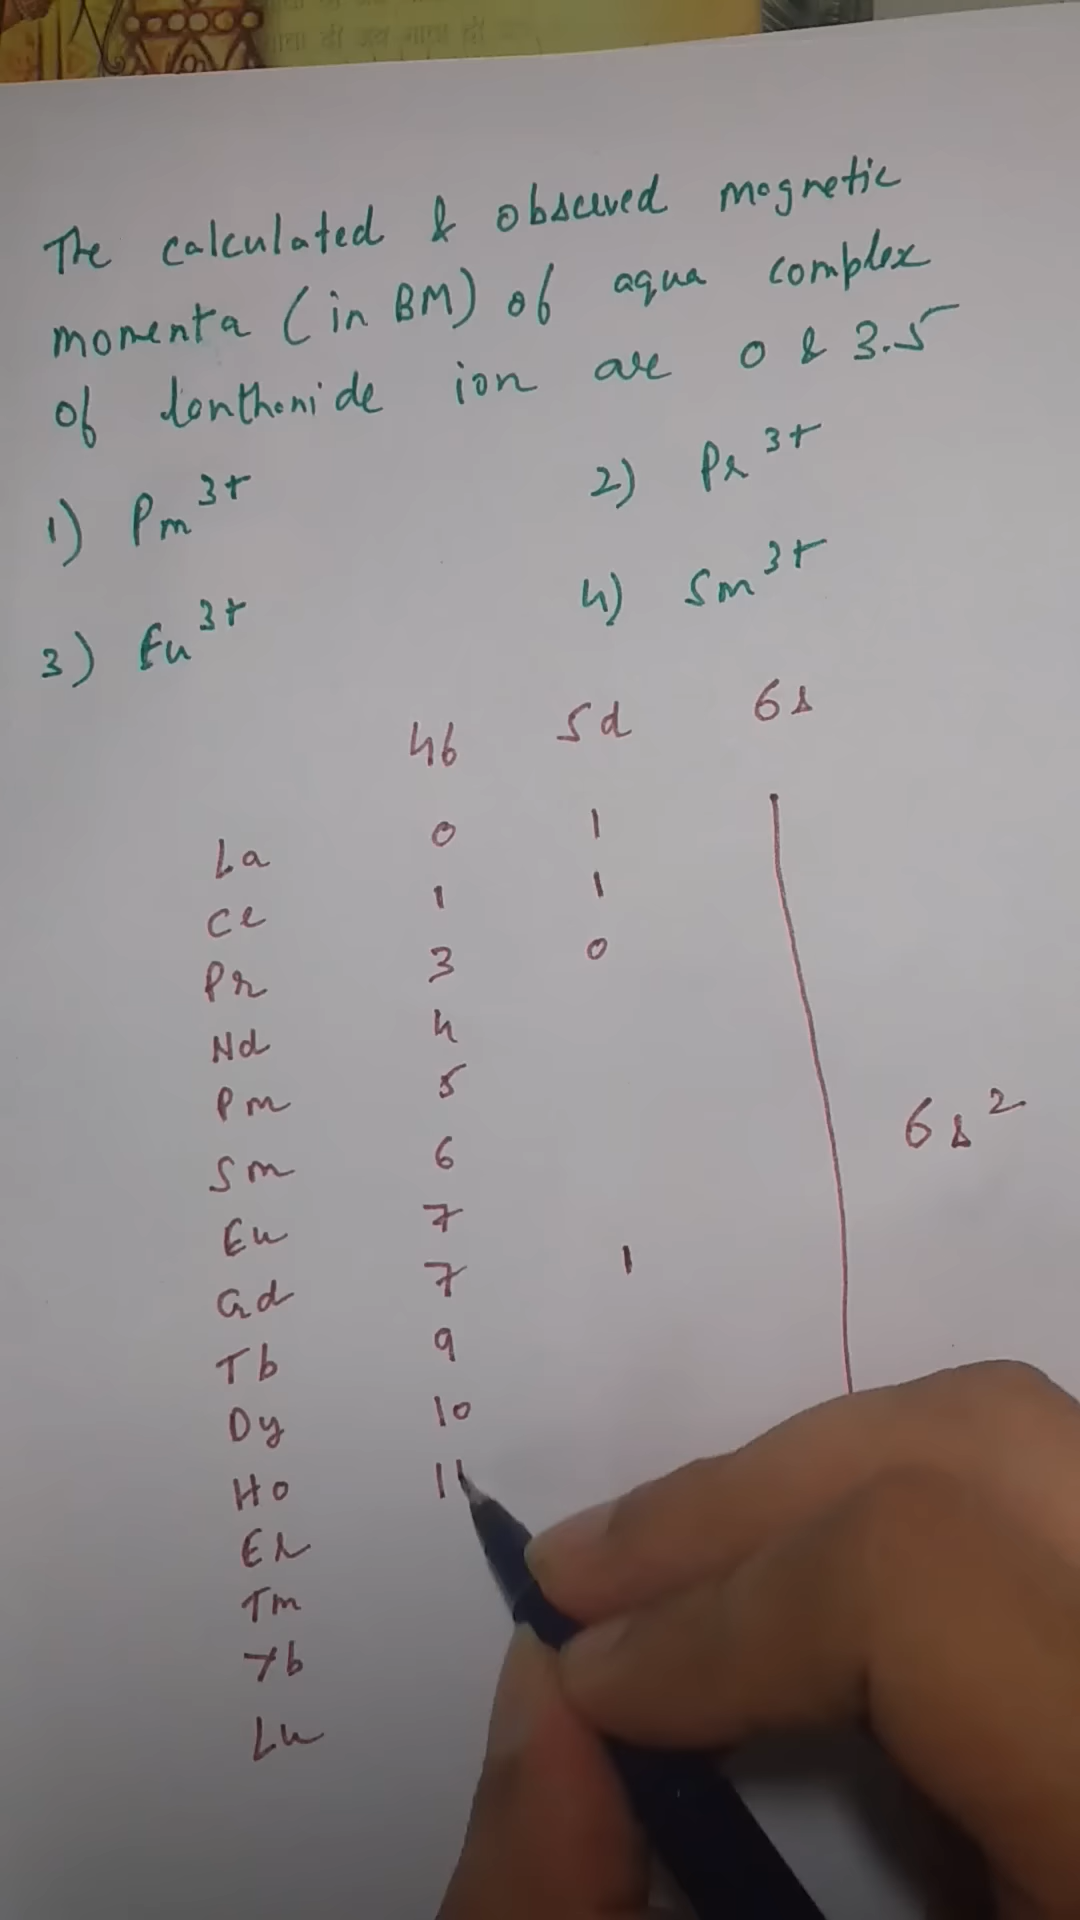 The calculated & observed magnetic
momenta (in BM) of aqua complex
of lanthanide ion are 0 & 3.5
1) Pm³⁺ 2) Pr³⁺
3) Eu³⁺ 4) Sm³⁺
4f 5d 6s
La 0 1
Ce 1 1
Pr 3 0
Nd 4
Pm 5
6s²
Sm 6
Eu 7
Gd 7 1
Tb 9
Dy 10
Ho 11
Er
Tm
Yb
Lu